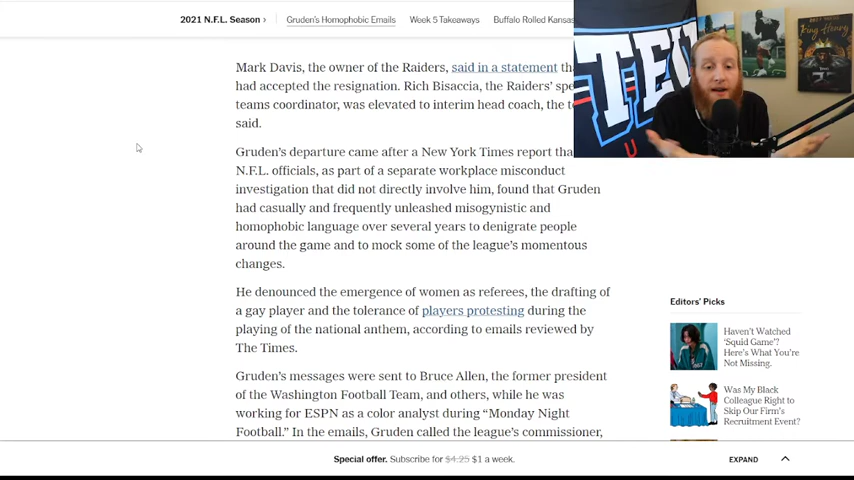 2021 N.F.L. Season ›
Gruden's Homophobic Emails
Week 5 Takeaways
Buffalo Rolled Kansas
TEN
U
King Henry
Mark Davis, the owner of the Raiders, said in a statement
had accepted the resignation. Rich Bisaccia, the Raiders'
teams coordinator, was elevated to interim head coach, the
said.
Gruden's departure came after a New York Times report
N.F.L. officials, as part of a separate workplace misconduct
investigation that did not directly involve him, found that Gruden
had casually and frequently unleashed misogynistic and
homophobic language over several years to denigrate people
around the game and to mock some of the league's momentous
changes.
He denounced the emergence of women as referees, the drafting of
a gay player and the tolerance of players protesting during the
playing of the national anthem, according to emails reviewed by
The Times.
Gruden's messages were sent to Bruce Allen, the former president
of the Washington Football Team, and others, while he was
working for ESPN as a color analyst during “Monday Night
Football.” In the emails, Gruden called the league's commissioner,
Editors' Picks
Haven't Watched
‘Squid Game’?
Here's What You're
Not Missing.
Was My Black
Colleague Right to
Skip Our Firm's
Recruitment Event?
Special offer. Subscribe for $4.25 $1 a week.
EXPAND